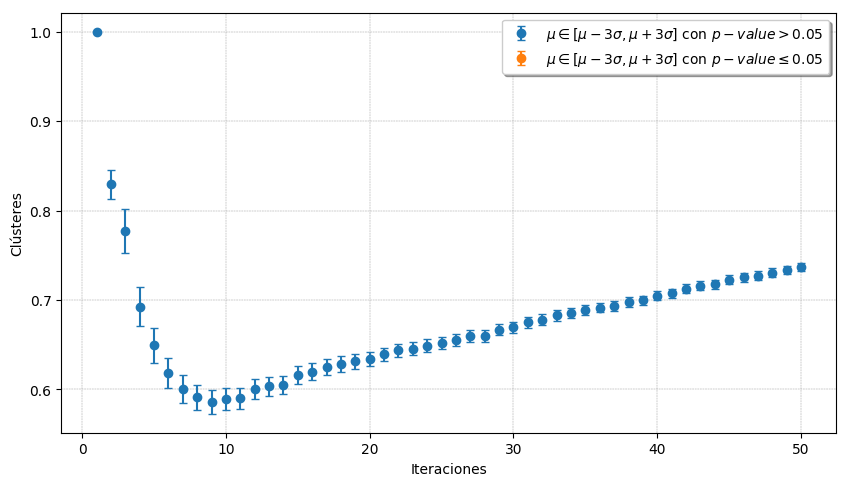 μ ∈ [μ − 3σ, μ + 3σ] con p − value > 0.05
μ ∈ [μ − 3σ, μ + 3σ] con p − value ≤ 0.05
Clústeres
1.0
0.9
0.8
0.7
0.6
0 10 20 30 40 50
Iteraciones